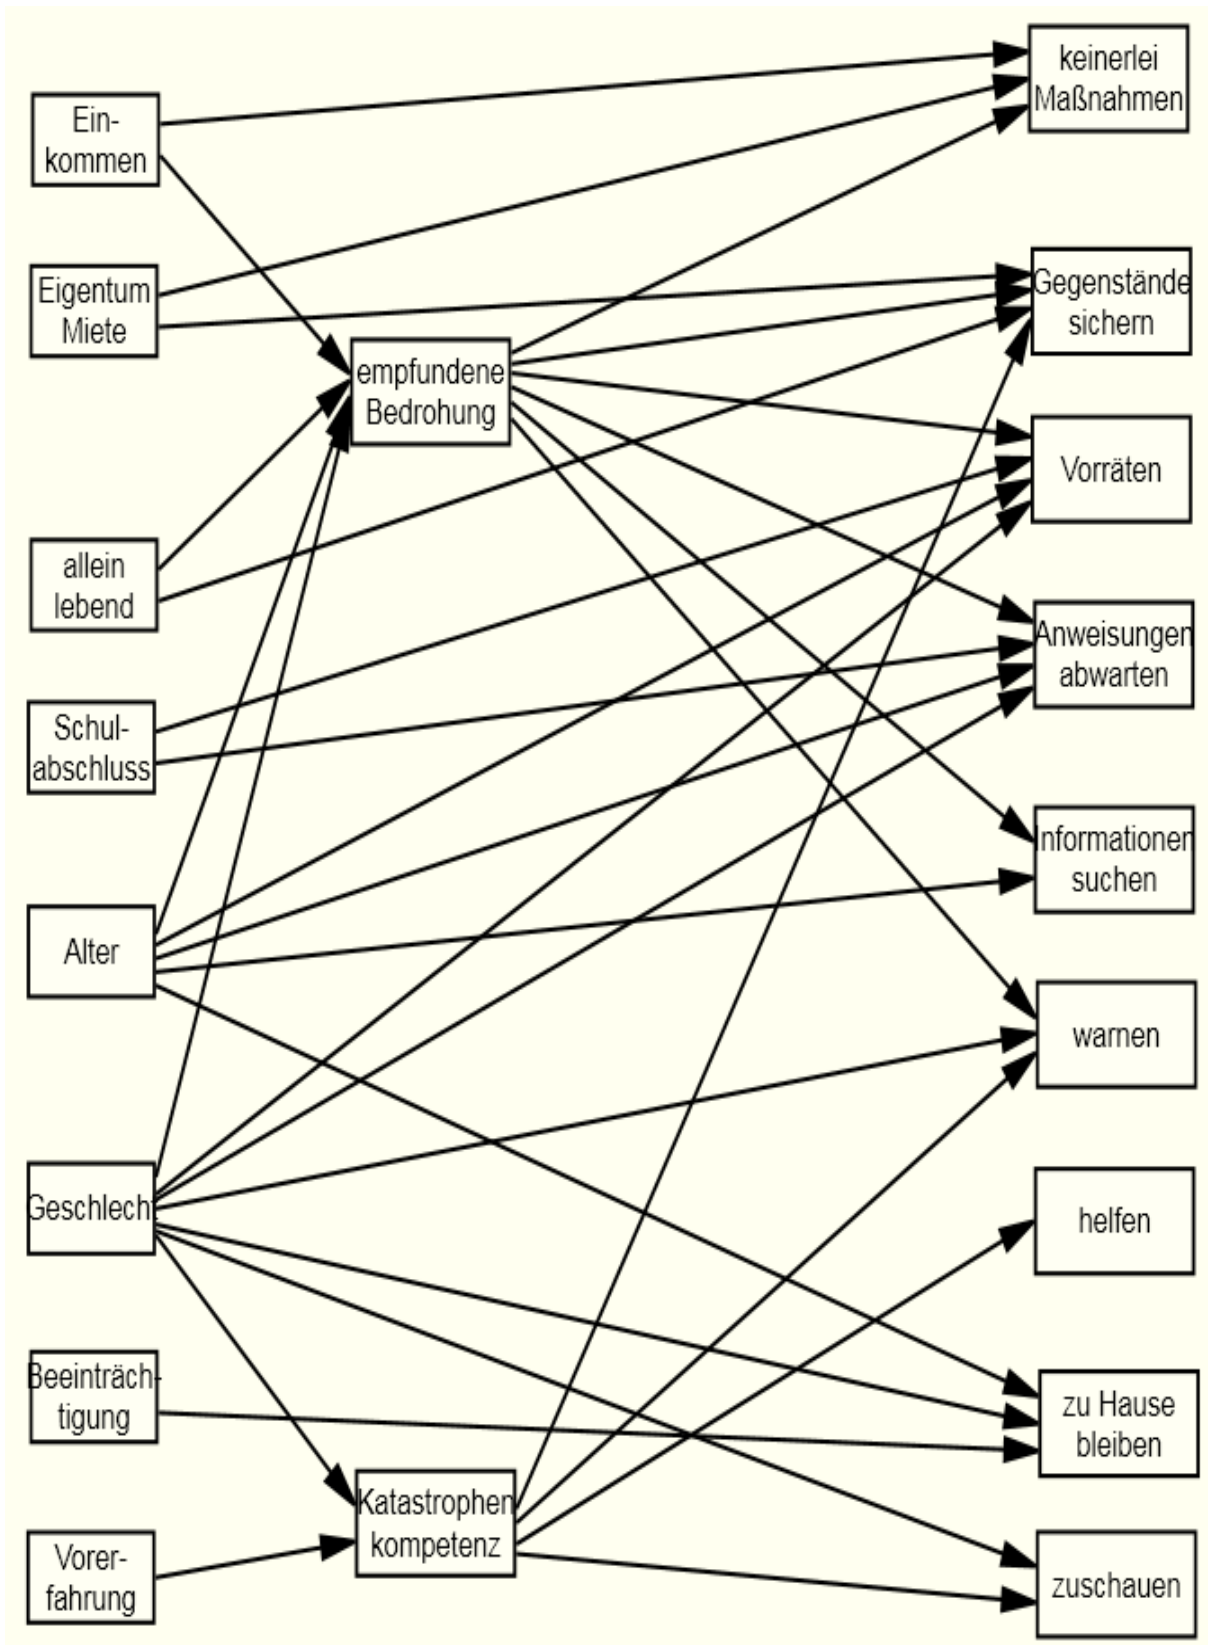 Ein-
kommen
Eigentum
Miete
allein
lebend
Schul-
abschluss
Alter
Geschlecht
Beeinträch-
tigung
Vorer-
fahrung
empfundene
Bedrohung
Katastrophen
kompetenz
keinerlei
Maßnahmen
Gegenstände
sichern
Vorräten
Anweisungen
abwarten
Informationen
suchen
warnen
helfen
zu Hause
bleiben
zuschauen